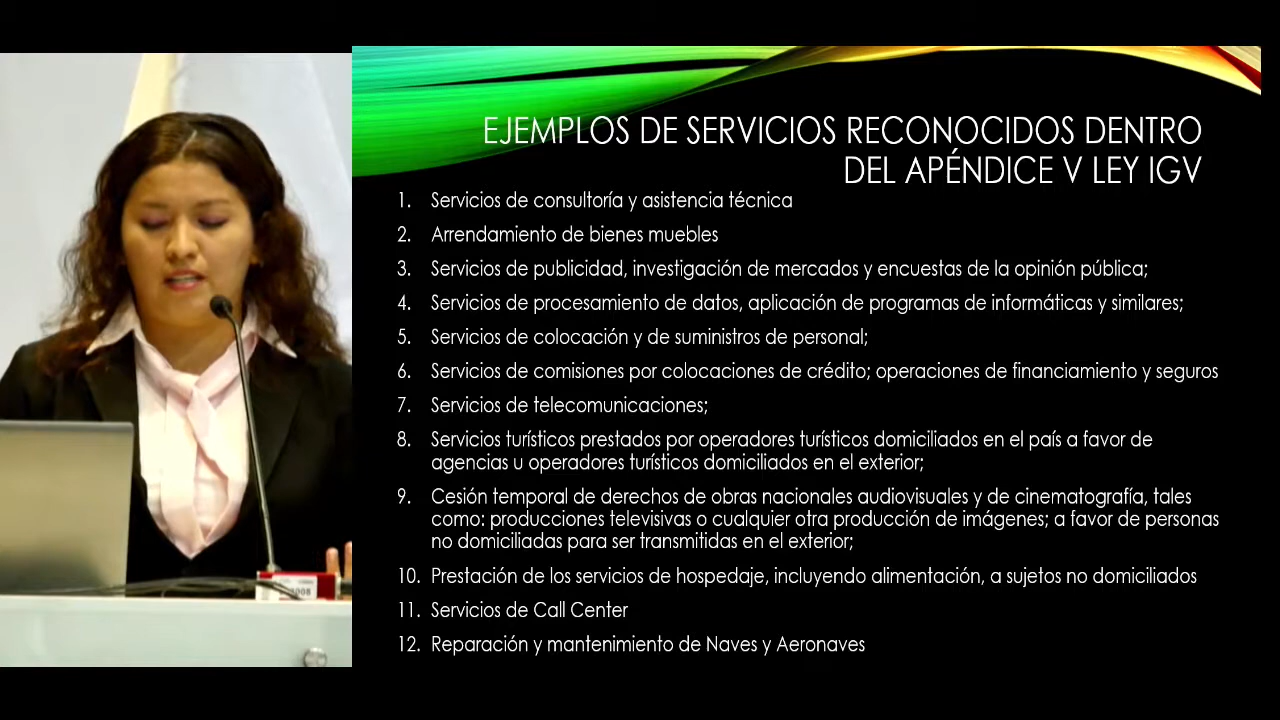 EJEMPLOS DE SERVICIOS RECONOCIDOS DENTRO
DEL APÉNDICE V LEY IGV
1. Servicios de consultoría y asistencia técnica
2. Arrendamiento de bienes muebles
3. Servicios de publicidad, investigación de mercados y encuestas de la opinión pública;
4. Servicios de procesamiento de datos, aplicación de programas de informáticas y similares;
5. Servicios de colocación y de suministros de personal;
6. Servicios de comisiones por colocaciones de crédito; operaciones de financiamiento y seguros
7. Servicios de telecomunicaciones;
8. Servicios turísticos prestados por operadores turísticos domiciliados en el país a favor de
agencias u operadores turísticos domiciliados en el exterior;
9. Cesión temporal de derechos de obras nacionales audiovisuales y de cinematografía, tales
como: producciones televisivas o cualquier otra producción de imágenes; a favor de personas
no domiciliadas para ser transmitidas en el exterior;
10. Prestación de los servicios de hospedaje, incluyendo alimentación, a sujetos no domiciliados
11. Servicios de Call Center
12. Reparación y mantenimiento de Naves y Aeronaves